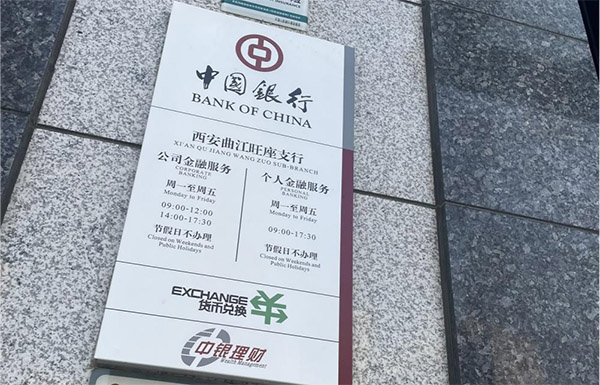 中国銀行
BANK OF CHINA
西安曲江旺座支行
XI'AN QU JIANG WANG ZUO SUB-BRANCH
公司金融服务
CORPORATE
BANKING
周一至周五
Monday to Friday
09:00-12:00
14:00-17:30
节假日不办理
Closed on Weekends and
Public Holidays
个人金融服务
PERSONAL
BANKING
周一至周五
Monday to Friday
09:00-17:30
节假日不办理
Closed on Weekends and
Public Holidays
EXCHANGE
货币兑换
中银理财
Wealth Management